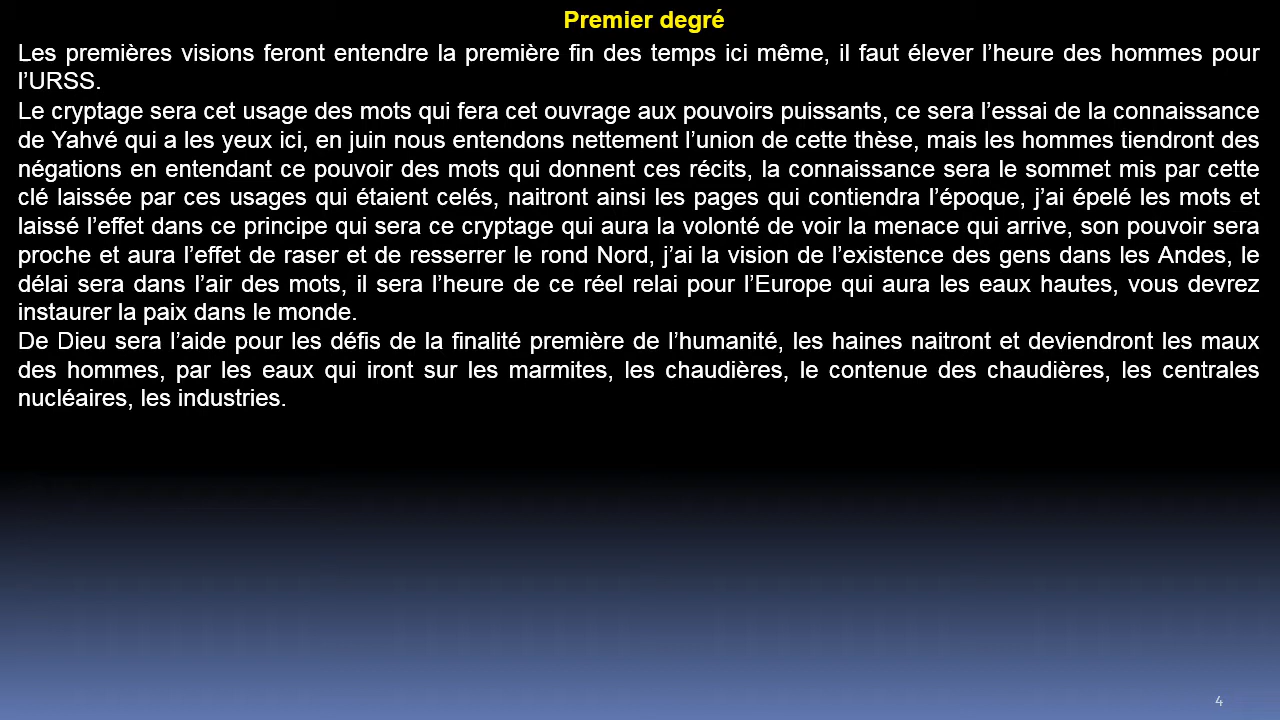 Premier degré
Les premières visions feront entendre la première fin des temps ici même, il faut élever l’heure des hommes pour
l’URSS.
Le cryptage sera cet usage des mots qui fera cet ouvrage aux pouvoirs puissants, ce sera l’essai de la connaissance
de Yahvé qui a les yeux ici, en juin nous entendons nettement l’union de cette thèse, mais les hommes tiendront des
négations en entendant ce pouvoir des mots qui donnent ces récits, la connaissance sera le sommet mis par cette
clé laissée par ces usages qui étaient celés, naitront ainsi les pages qui contiendra l’époque, j’ai épelé les mots et
laissé l’effet dans ce principe qui sera ce cryptage qui aura la volonté de voir la menace qui arrive, son pouvoir sera
proche et aura l’effet de raser et de resserrer le rond Nord, j’ai la vision de l’existence des gens dans les Andes, le
délai sera dans l’air des mots, il sera l’heure de ce réel relai pour l’Europe qui aura les eaux hautes, vous devrez
instaurer la paix dans le monde.
De Dieu sera l’aide pour les défis de la finalité première de l’humanité, les haines naitront et deviendront les maux
des hommes, par les eaux qui iront sur les marmites, les chaudières, le contenue des chaudières, les centrales
nucléaires, les industries.
4